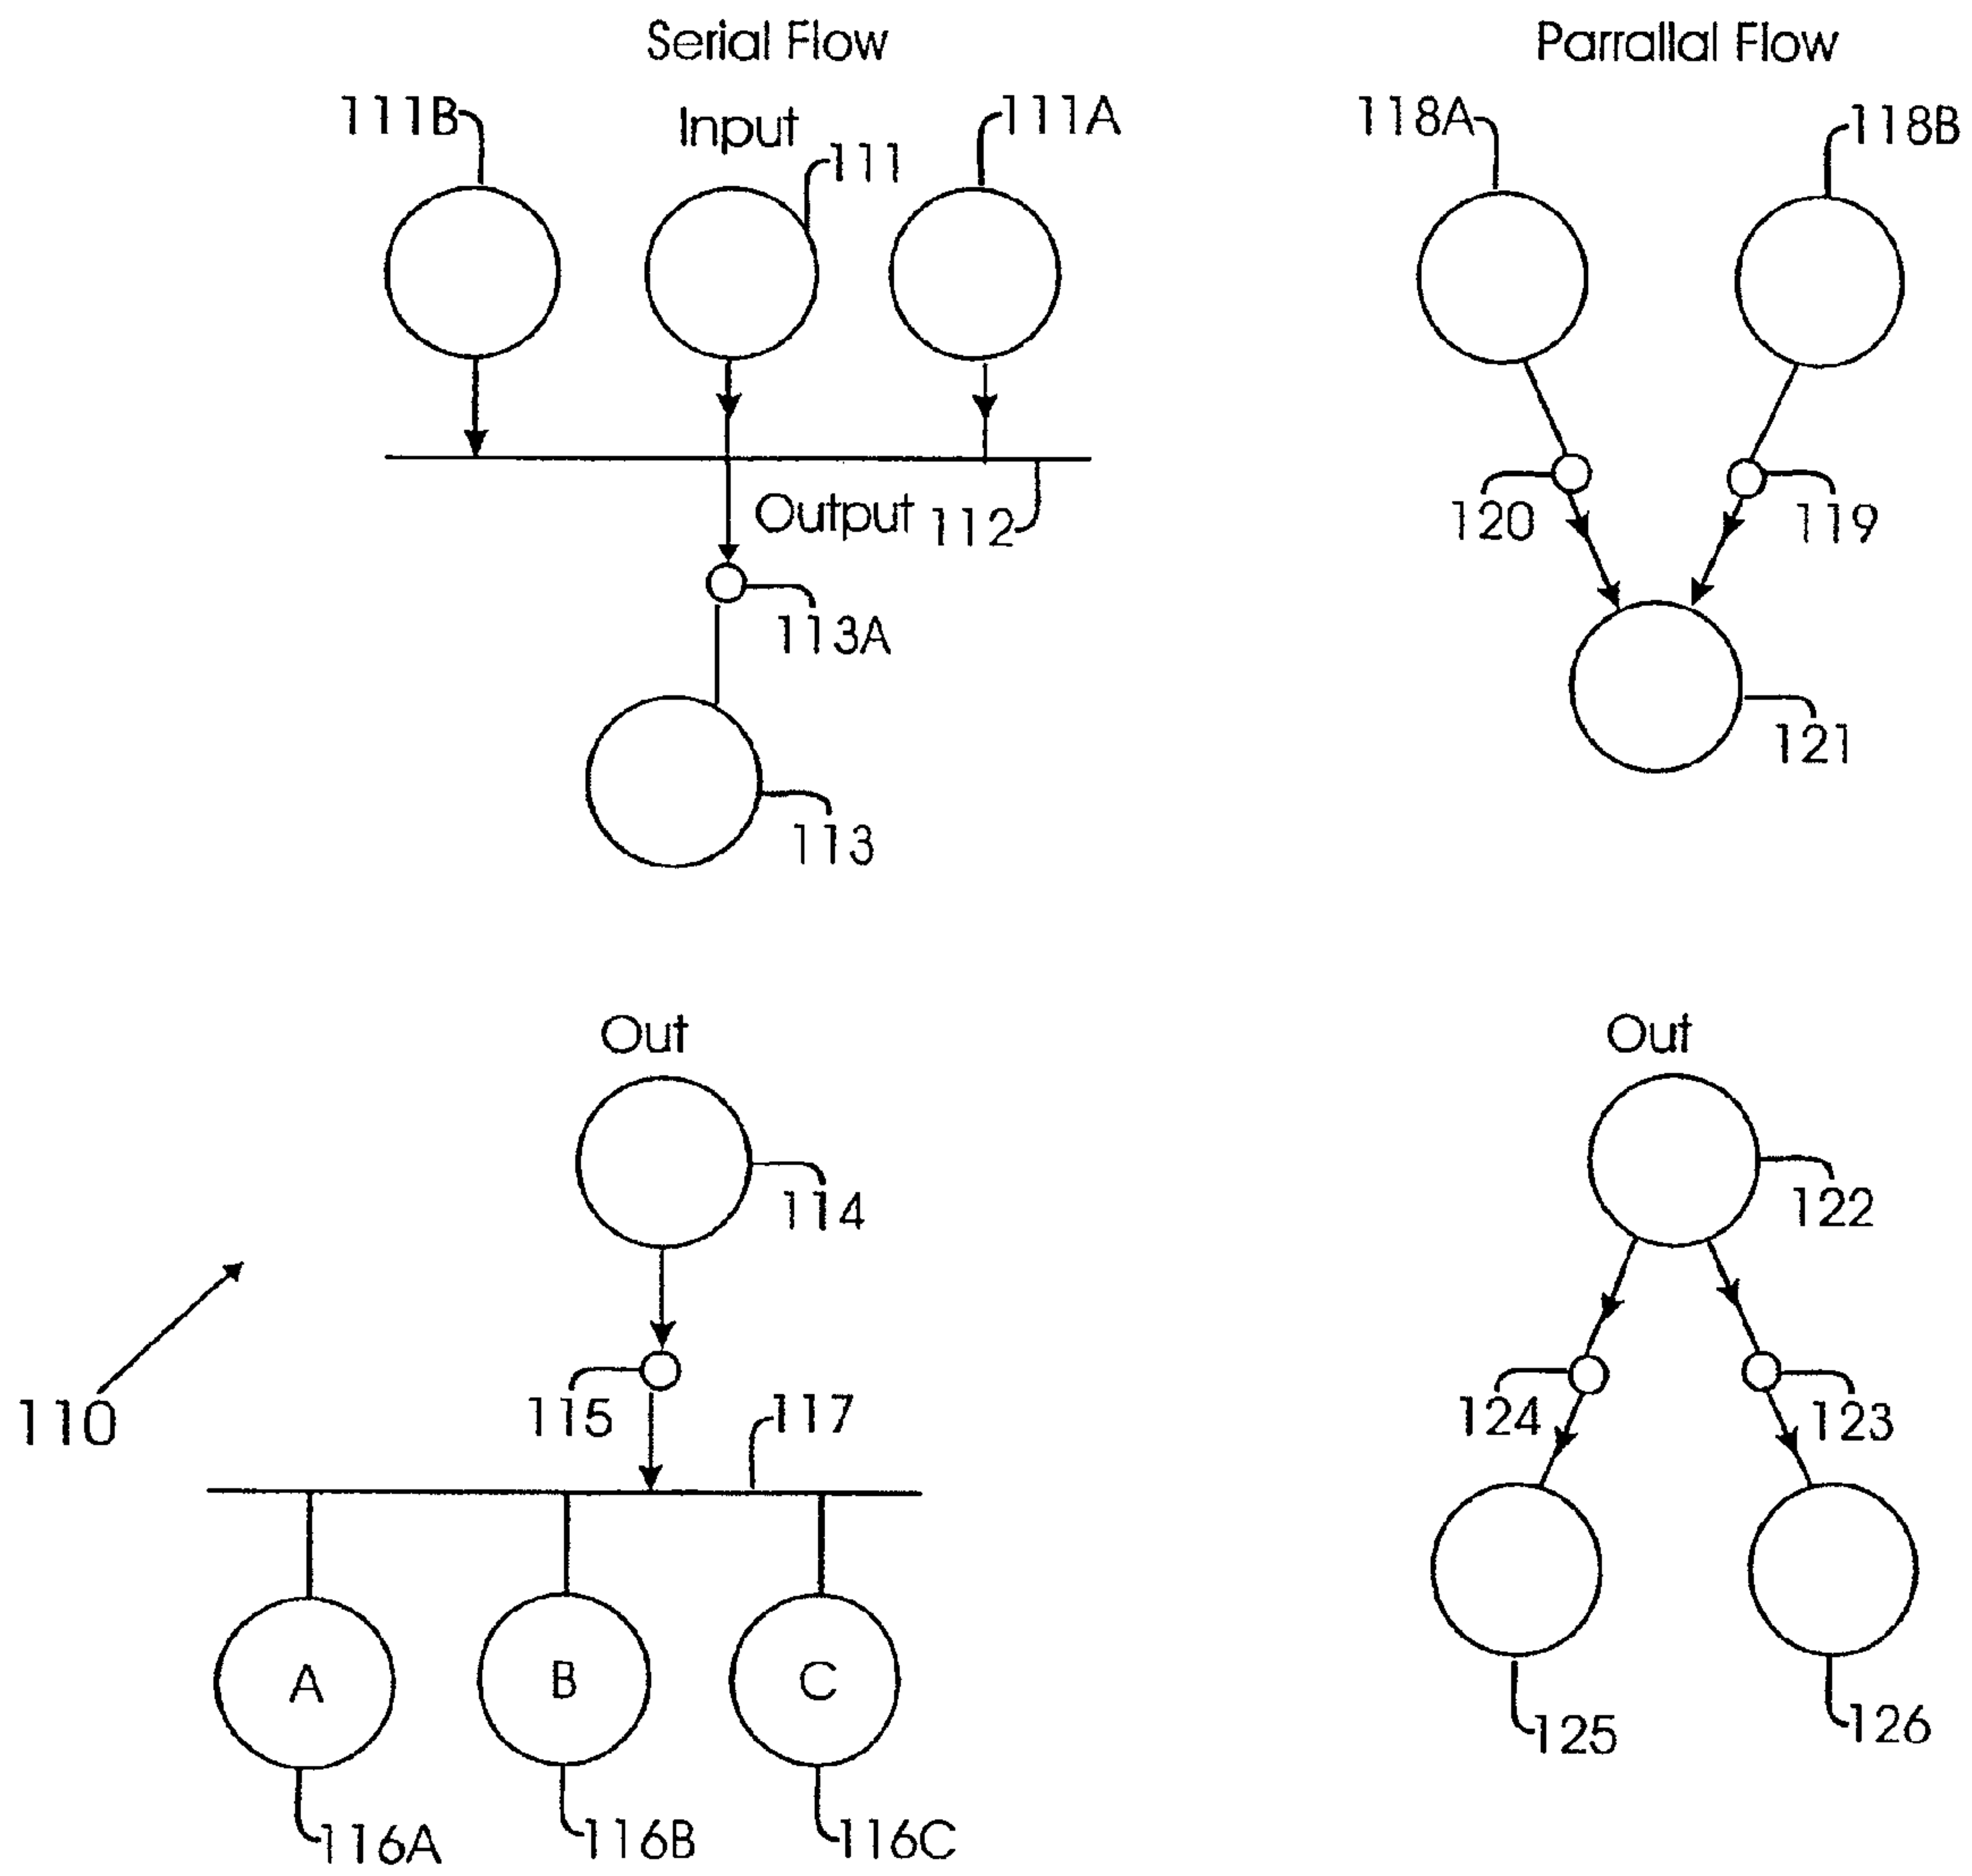 Serial Flow
Parrallal Flow
111B
Input
111A
111
118A
118B
Output
112
120
119
113A
121
113
Out
Out
114
122
110
115
117
124
123
A
B
C
125
126
116A
116B
116C